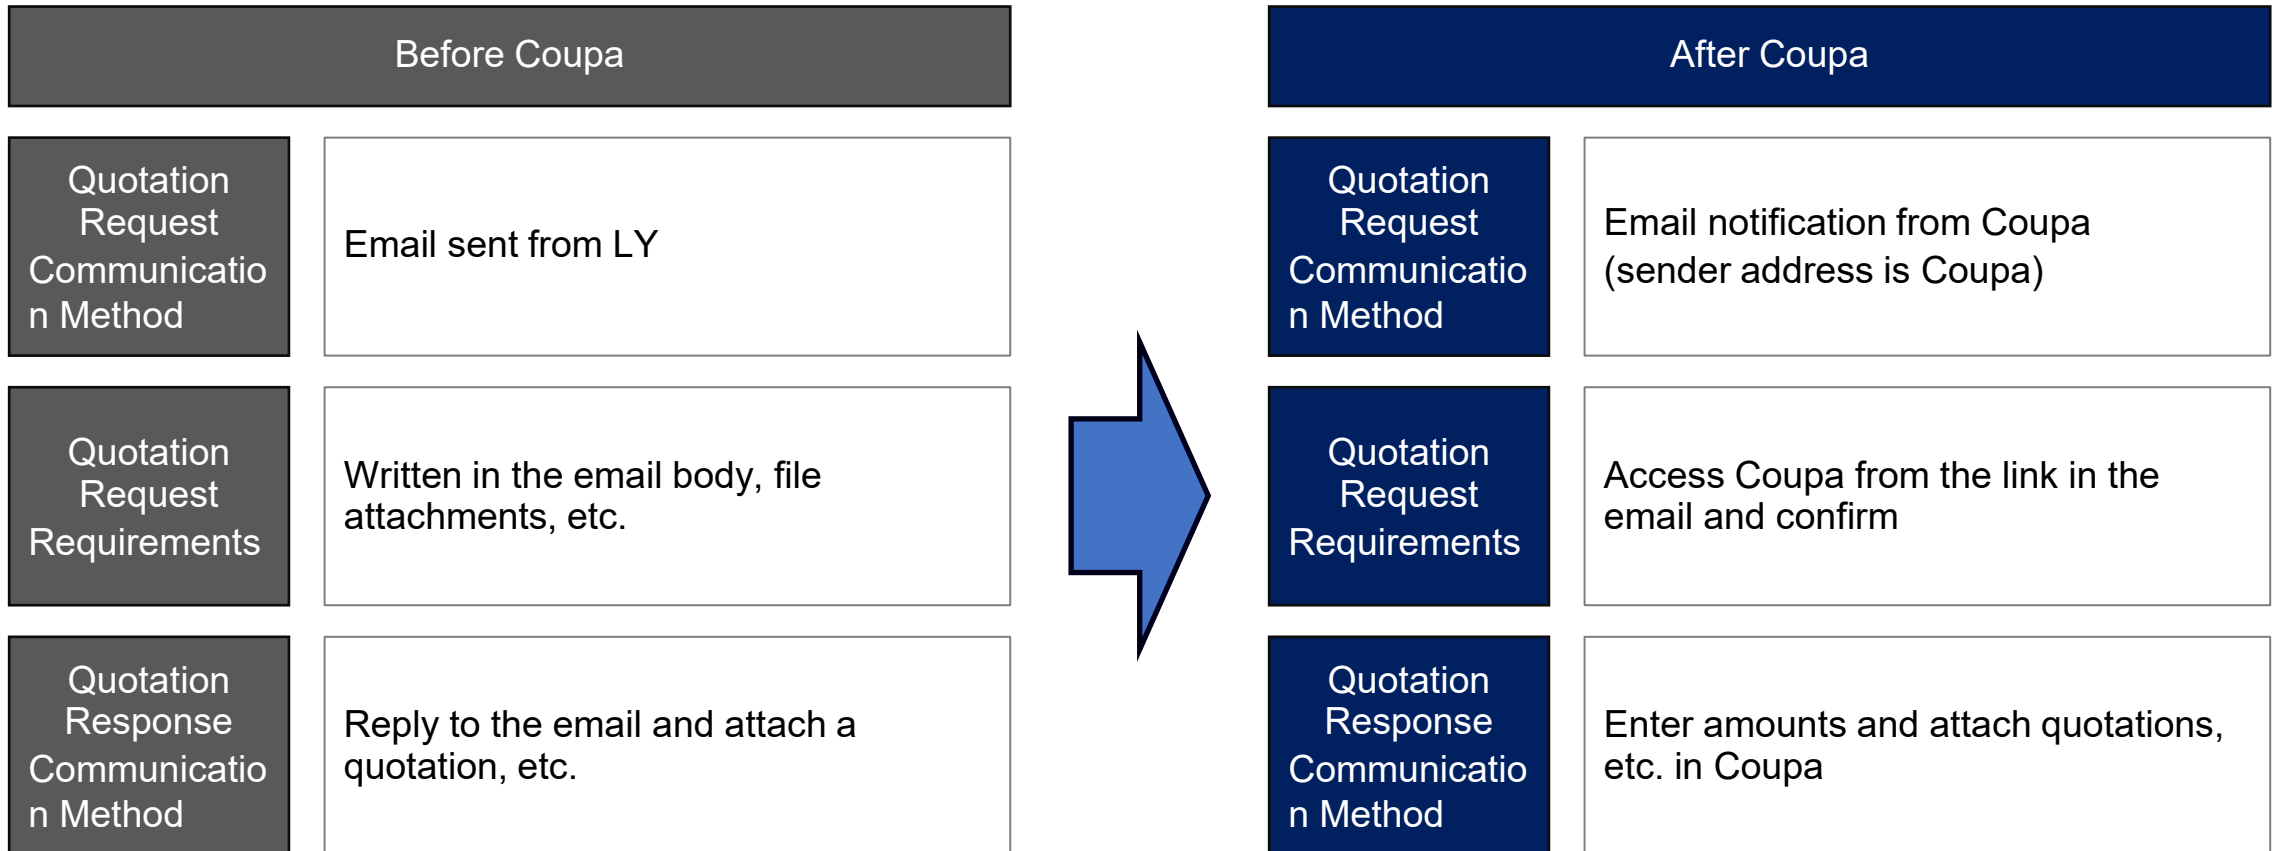 Before Coupa
After Coupa
Quotation
Request
Communicatio
n Method
Email sent from LY
Quotation
Request
Communicatio
n Method
Email notification from Coupa
(sender address is Coupa)
Quotation
Request
Requirements
Written in the email body, file
attachments, etc.
Quotation
Request
Requirements
Access Coupa from the link in the
email and confirm
Quotation
Response
Communicatio
n Method
Reply to the email and attach a
quotation, etc.
Quotation
Response
Communicatio
n Method
Enter amounts and attach quotations,
etc. in Coupa